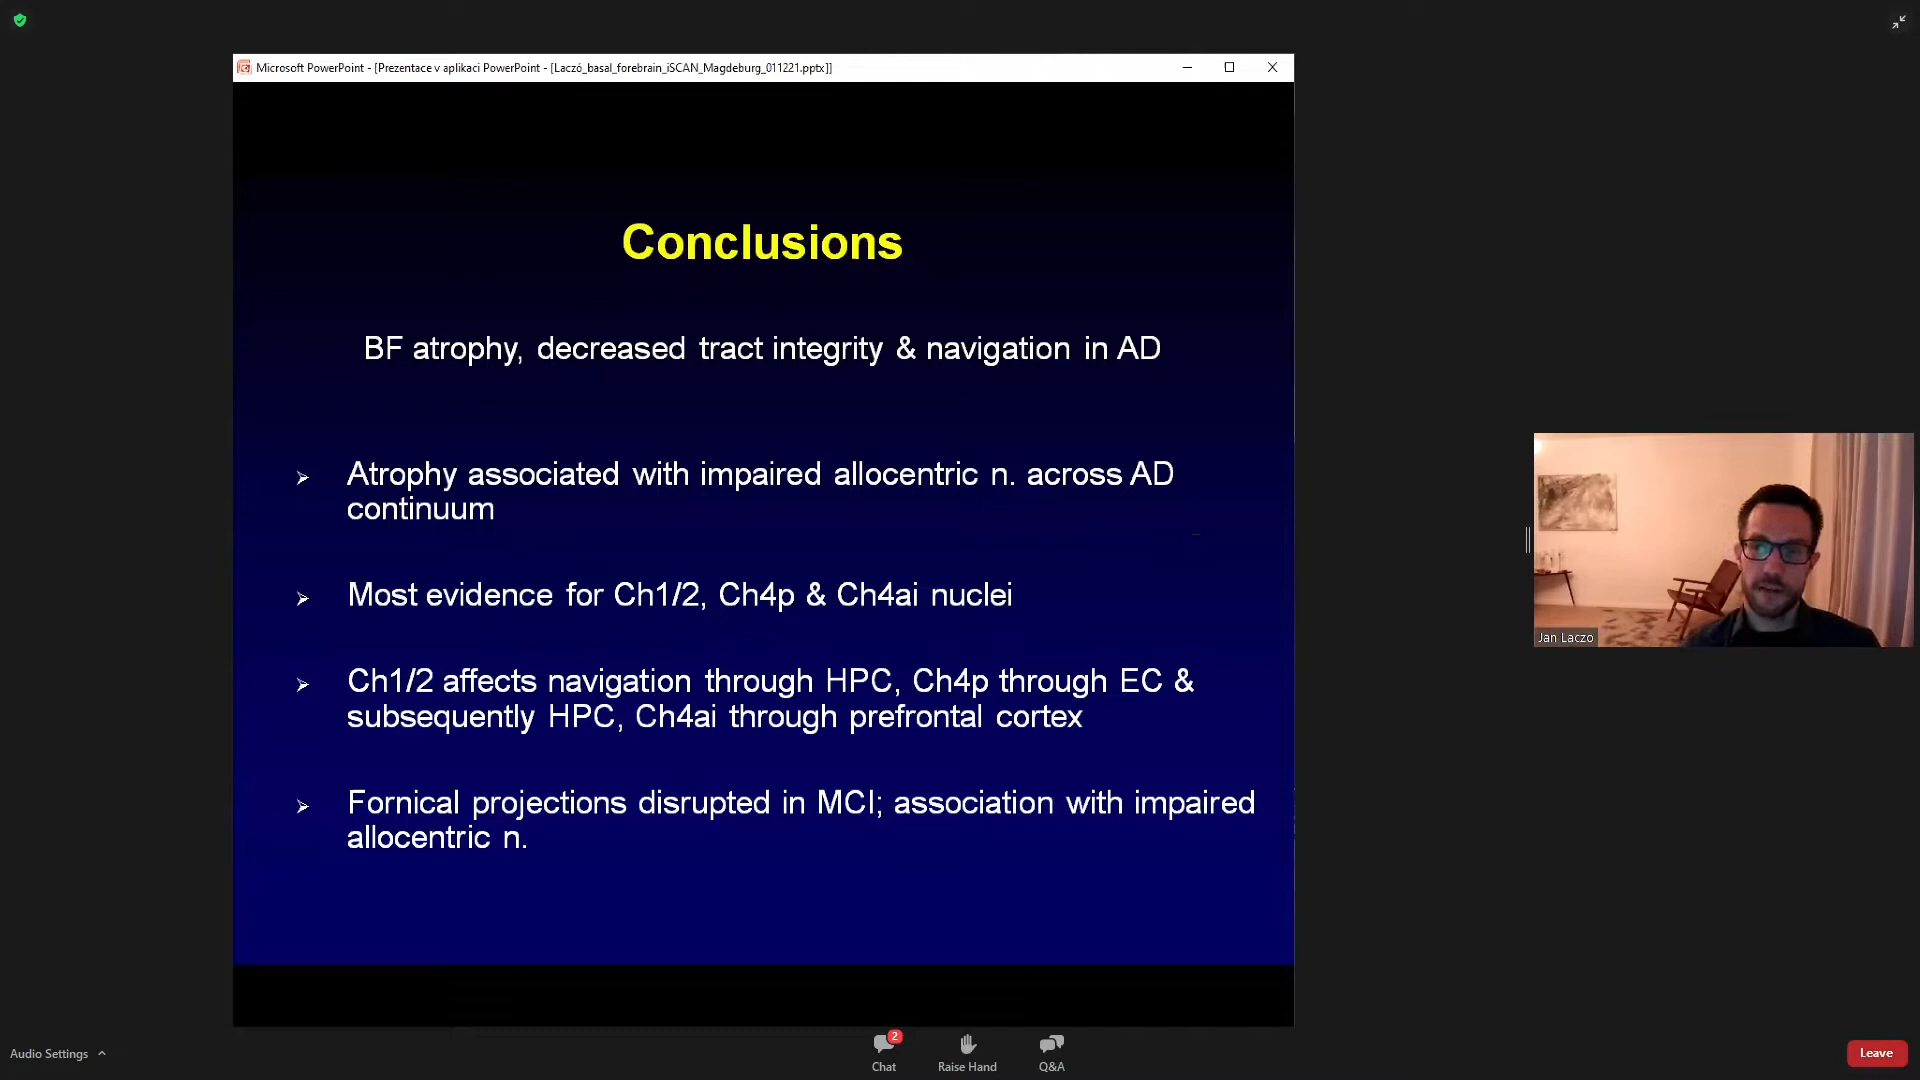 Microsoft PowerPoint - [Prezentace v aplikaci PowerPoint - [Laczó_basal_forebrain_iSCAN_Magdeburg_011221.pptx]]
Conclusions
BF atrophy, decreased tract integrity & navigation in AD
Atrophy associated with impaired allocentric n. across AD
continuum
Most evidence for Ch1/2, Ch4p & Ch4ai nuclei
Ch1/2 affects navigation through HPC, Ch4p through EC &
subsequently HPC, Ch4ai through prefrontal cortex
Fornical projections disrupted in MCI; association with impaired
allocentric n.
Jan Laczo
Audio Settings
2
Chat
Raise Hand
Q&A
Leave